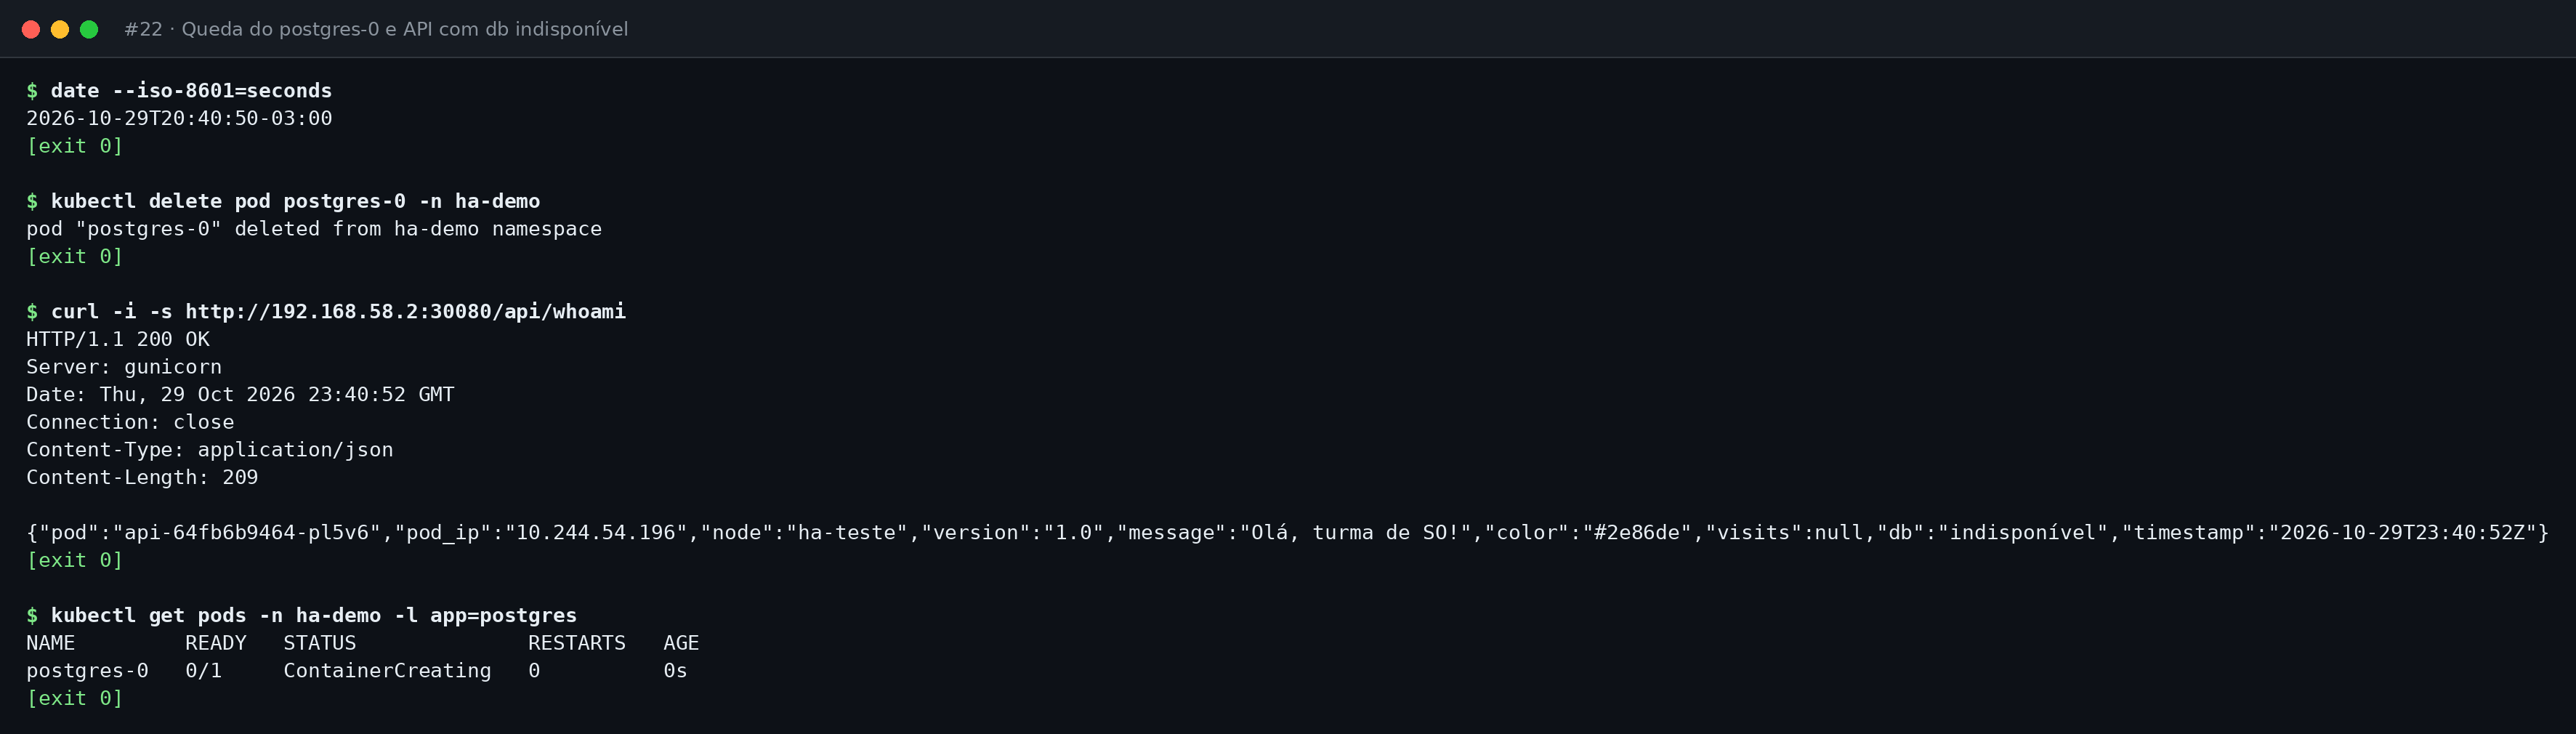 #22 · Queda do postgres-0 e API com db indisponível
$ date --iso-8601=seconds
2026-10-29T20:40:50-03:00
[exit 0]
$ kubectl delete pod postgres-0 -n ha-demo
pod "postgres-0" deleted from ha-demo namespace
[exit 0]
$ curl -i -s http://192.168.58.2:30080/api/whoami
HTTP/1.1 200 OK
Server: gunicorn
Date: Thu, 29 Oct 2026 23:40:52 GMT
Connection: close
Content-Type: application/json
Content-Length: 209
{"pod":"api-64fb6b9464-pl5v6","pod_ip":"10.244.54.196","node":"ha-teste","version":"1.0","message":"Olá, turma de SO!","color":"#2e86de","visits":null,"db":"indisponível","timestamp":"2026-10-29T23:40:52Z"}
[exit 0]
$ kubectl get pods -n ha-demo -l app=postgres
NAME         READY   STATUS              RESTARTS   AGE
postgres-0   0/1     ContainerCreating   0          0s
[exit 0]